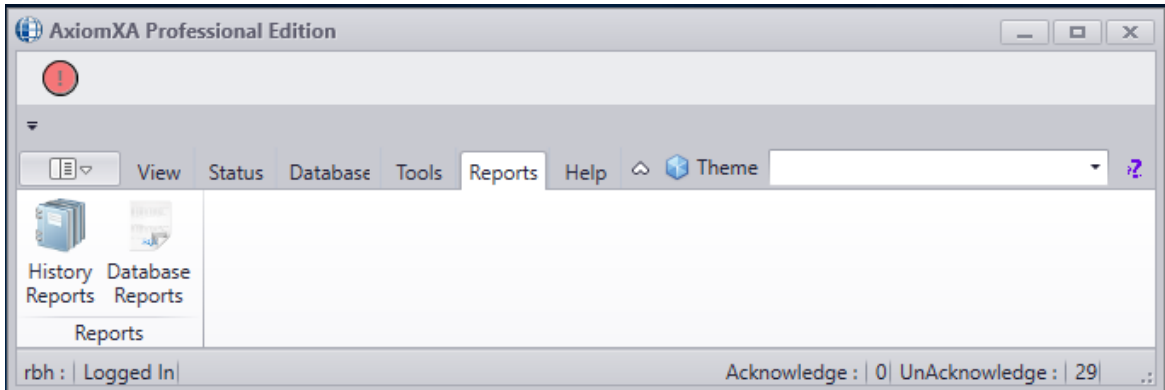 AxiomXA Professional Edition
View Status Database Tools Reports Help Theme
History Reports
Database Reports
Reports
rbh : Logged In Acknowledge : 0 UnAcknowledge : 29